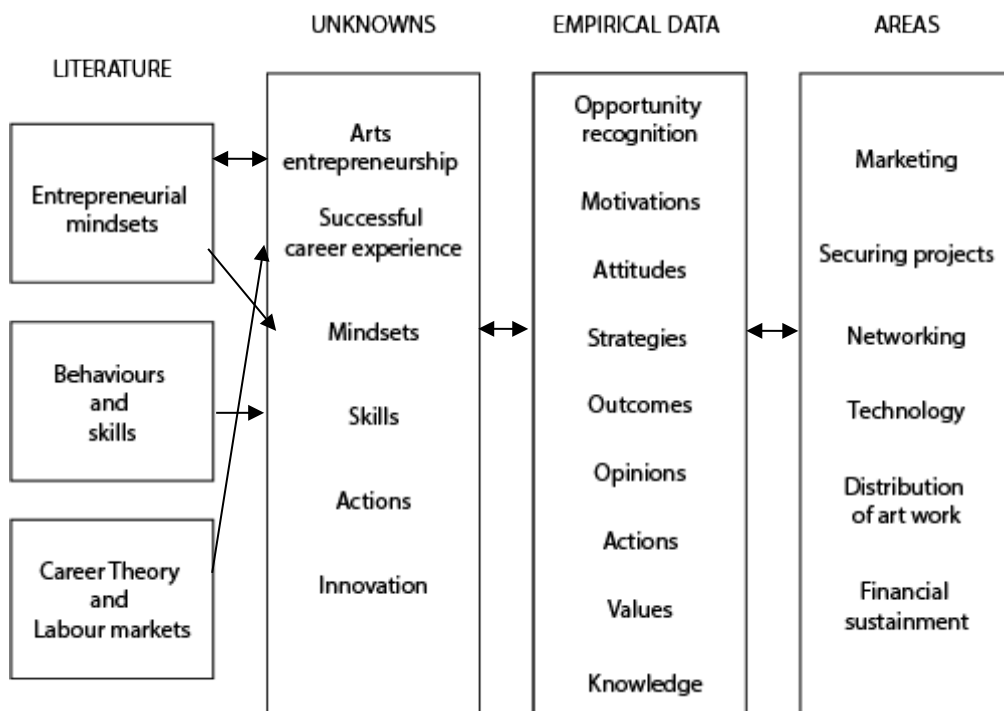 LITERATURE
Entrepreneurial
mindsets
Behaviours
and
skills
Career Theory
and
Labour markets
UNKNOWNS
Arts
entrepreneurship
Successful
career experience
Mindsets
Skills
Actions
Innovation
EMPIRICAL DATA
Opportunity
recognition
Motivations
Attitudes
Strategies
Outcomes
Opinions
Actions
Values
Knowledge
AREAS
Marketing
Securing projects
Networking
Technology
Distribution
of art work
Financial
sustainment